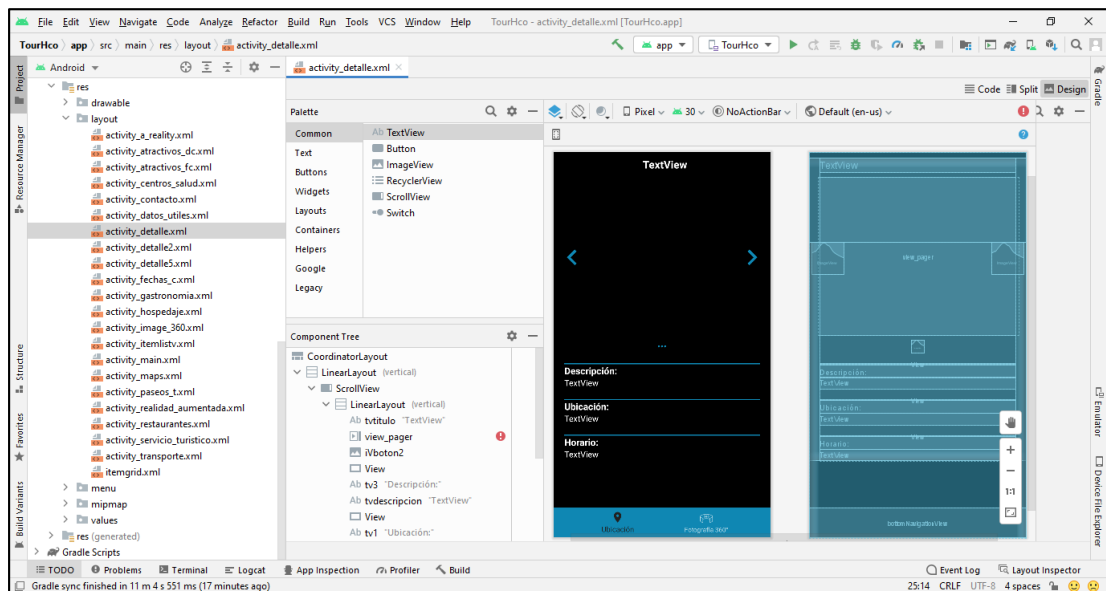 File Edit View Navigate Code Analyze Refactor Build Run Tools VCS Window Help TourHco - activity_detalle.xml [TourHco.app]
TourHco app src main res layout activity_detalle.xml app TourHco
Project
Resource Manager
Structure
Favorites
Build Variants
Android
res
drawable
layout
activity_a_reality.xml
activity_atractivos_dc.xml
activity_atractivos_fc.xml
activity_centros_salud.xml
activity_contacto.xml
activity_datos_utiles.xml
activity_detalle.xml
activity_detalle2.xml
activity_detalle5.xml
activity_fechas_c.xml
activity_gastronomia.xml
activity_hospedaje.xml
activity_image_360.xml
activity_itemlistv.xml
activity_main.xml
activity_maps.xml
activity_paseos_t.xml
activity_realidad_aumentada.xml
activity_restaurantes.xml
activity_servicio_turistico.xml
activity_transporte.xml
itemgrid.xml
menu
mipmap
values
res (generated)
Gradle Scripts
activity_detalle.xml
Code Split Design
Palette
Common
Text
Buttons
Widgets
Layouts
Containers
Helpers
Google
Legacy
Ab TextView
Button
ImageView
RecyclerView
ScrollView
Switch
Component Tree
CoordinatorLayout
LinearLayout (vertical)
ScrollView
LinearLayout (vertical)
Ab tvtitulo "TextView"
view_pager
iVboton2
View
Ab tv3 "Descripción:"
Ab tvdescripcion "TextView"
View
Ab tv1 "Ubicación:"
Pixel 30 NoActionBar Default (en-us)
TextView
Descripción:
TextView
Ubicación:
TextView
Horario:
TextView
Ubicación Fotografía 360°
TextView
view_pager
View
Descripción:
TextView
View
Ubicación:
TextView
View
Horario:
TextView
bottomNavigationView
1:1
Gradle
Emulator
Device File Explorer
TODO Problems Terminal Logcat App Inspection Profiler Build Event Log Layout Inspector
Gradle sync finished in 11 m 4 s 551 ms (17 minutes ago) 25:14 CRLF UTF-8 4 spaces